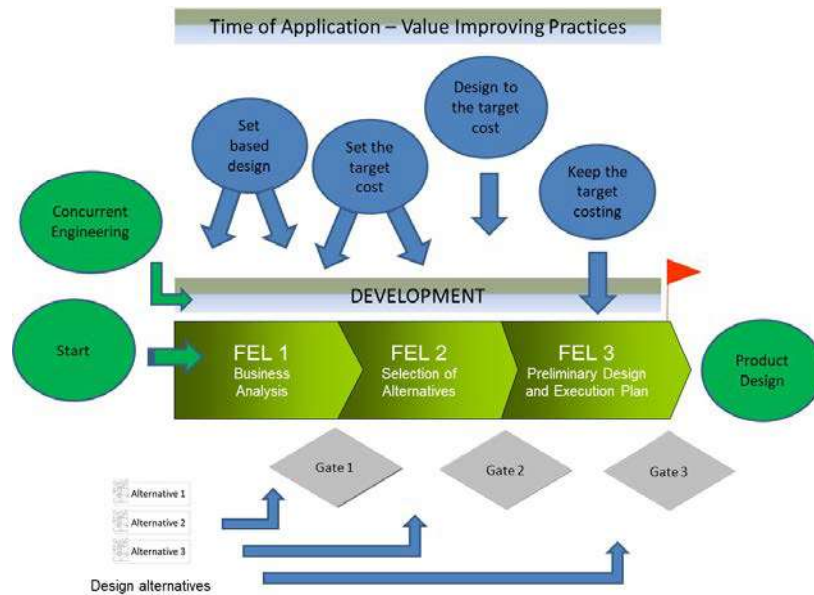 Time of Application – Value Improving Practices
Design to
the target
cost
Set
based
design
Set the
target
cost
Keep the
target
costing
Concurrent
Engineering
DEVELOPMENT
Start
FEL 1
Business
Analysis
FEL 2
Selection of
Alternatives
FEL 3
Preliminary Design
and Execution Plan
Product
Design
Gate 1
Gate 2
Gate 3
Alternative 1
Alternative 2
Alternative 3
Design alternatives